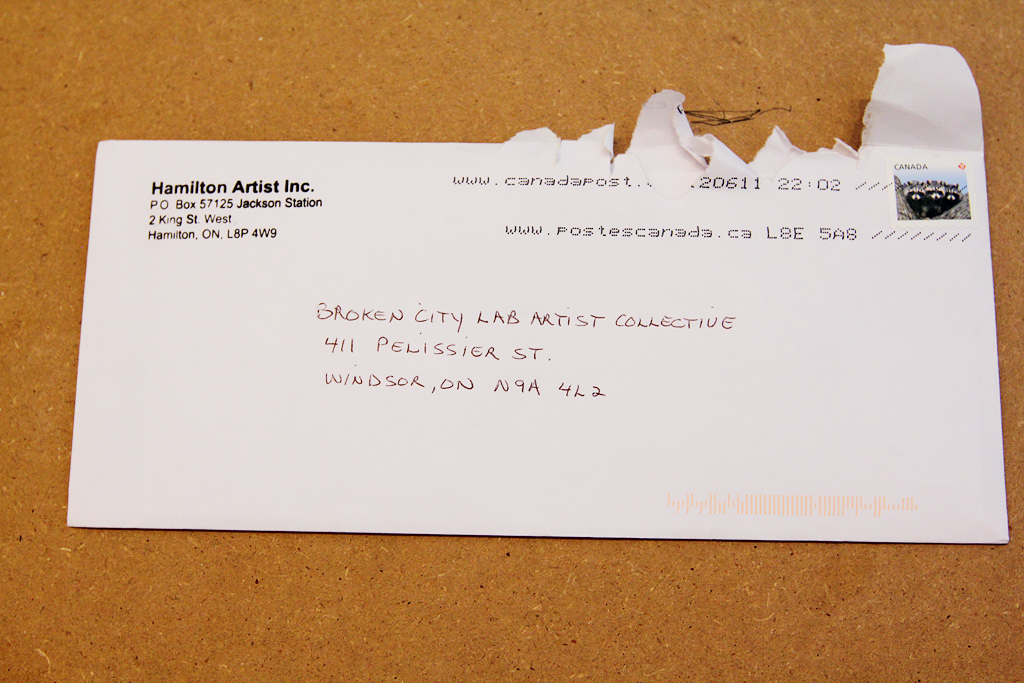 Hamilton Artist Inc.
PO Box 57125 Jackson Station
2 King St. West
Hamilton, ON, L8P 4W9
www.canadapost. .20611 22:02
CANADA
www.postescanada.ca L8E 5A8
BROKEN CITY LAB ARTIST COLLECTIVE
411 PELISSIER ST.
WINDSOR, ON N9A 4L2